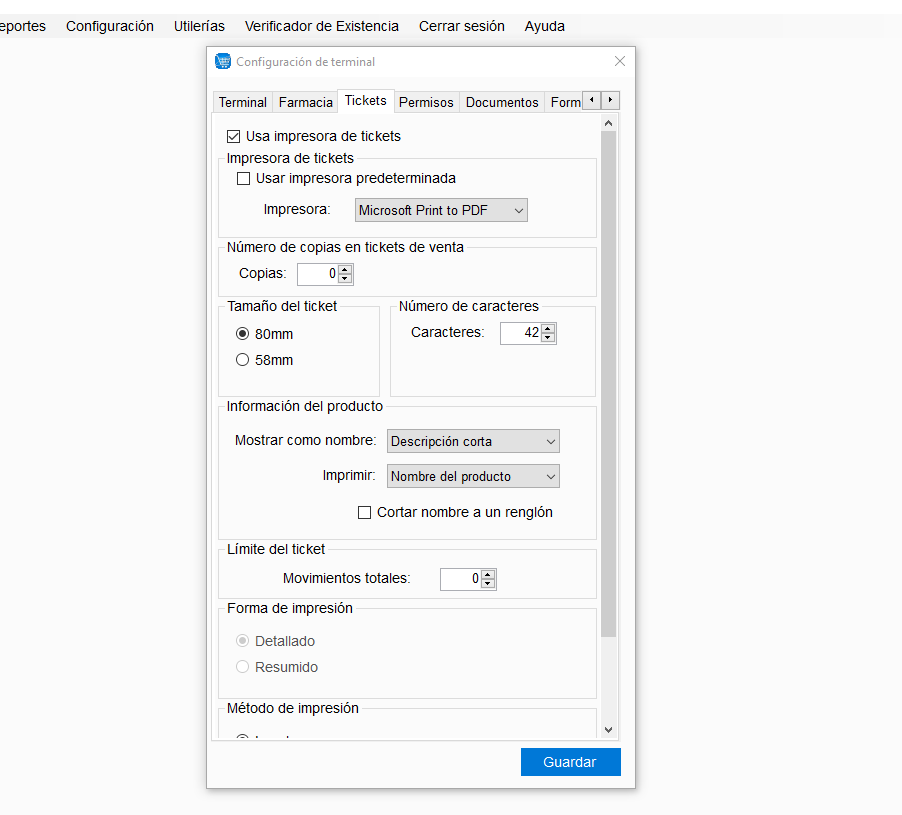 eportes Configuración Utilerías Verificador de Existencia Cerrar sesión Ayuda
Configuración de terminal
Terminal Farmacia Tickets Permisos Documentos Form
Usa impresora de tickets
Impresora de tickets
Usar impresora predeterminada
Impresora: Microsoft Print to PDF
Número de copias en tickets de venta
Copias: 0
Tamaño del ticket Número de caracteres
80mm Caracteres: 42
58mm
Información del producto
Mostrar como nombre: Descripción corta
Imprimir: Nombre del producto
Cortar nombre a un renglón
Límite del ticket
Movimientos totales: 0
Forma de impresión
Detallado
Resumido
Método de impresión
Guardar